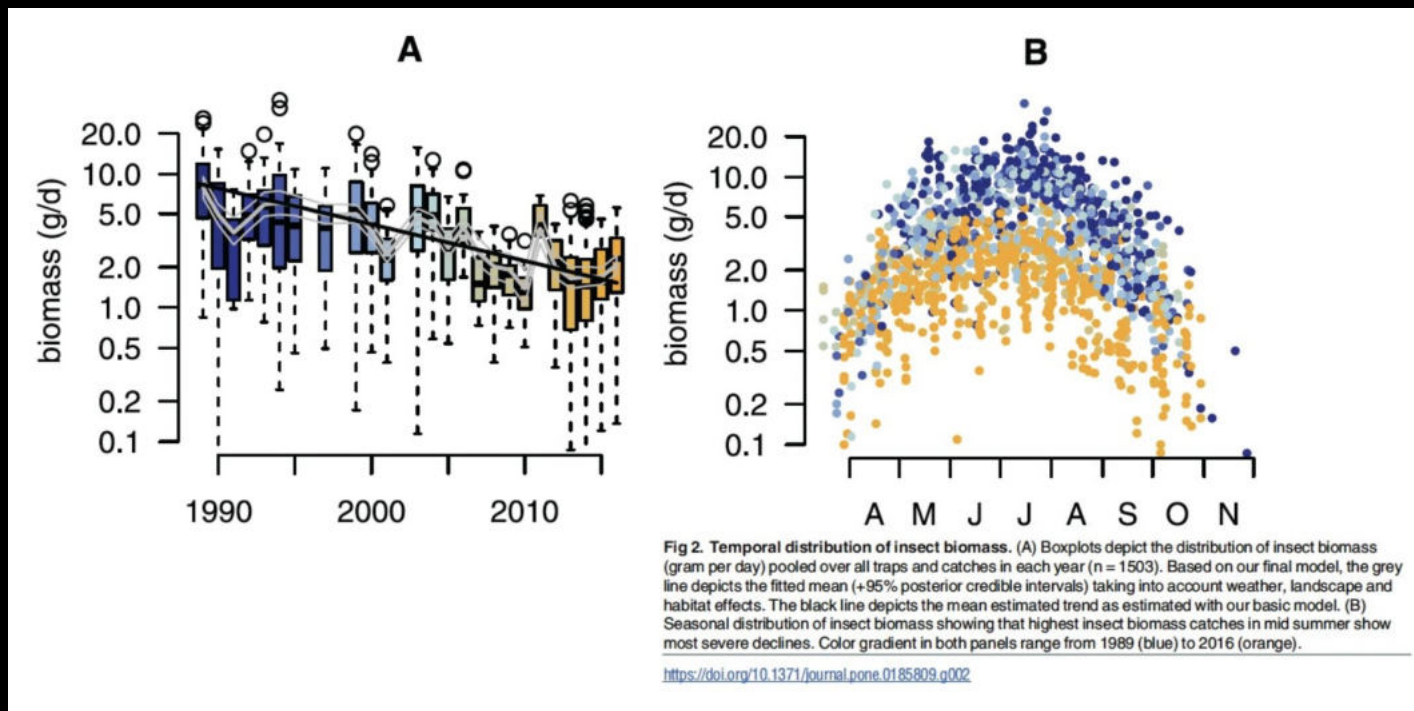 A
biomass (g/d)
20.0
10.0
5.0
2.0
1.0
0.5
0.2
0.1
1990 2000 2010
B
biomass (g/d)
20.0
10.0
5.0
2.0
1.0
0.5
0.2
0.1
A M J J A S O N
Fig 2. Temporal distribution of insect biomass. (A) Boxplots depict the distribution of insect biomass
(gram per day) pooled over all traps and catches in each year (n = 1503). Based on our final model, the grey
line depicts the fitted mean (+95% posterior credible intervals) taking into account weather, landscape and
habitat effects. The black line depicts the mean estimated trend as estimated with our basic model. (B)
Seasonal distribution of insect biomass showing that highest insect biomass catches in mid summer show
most severe declines. Color gradient in both panels range from 1989 (blue) to 2016 (orange).
https://doi.org/10.1371/journal.pone.0185809.g002